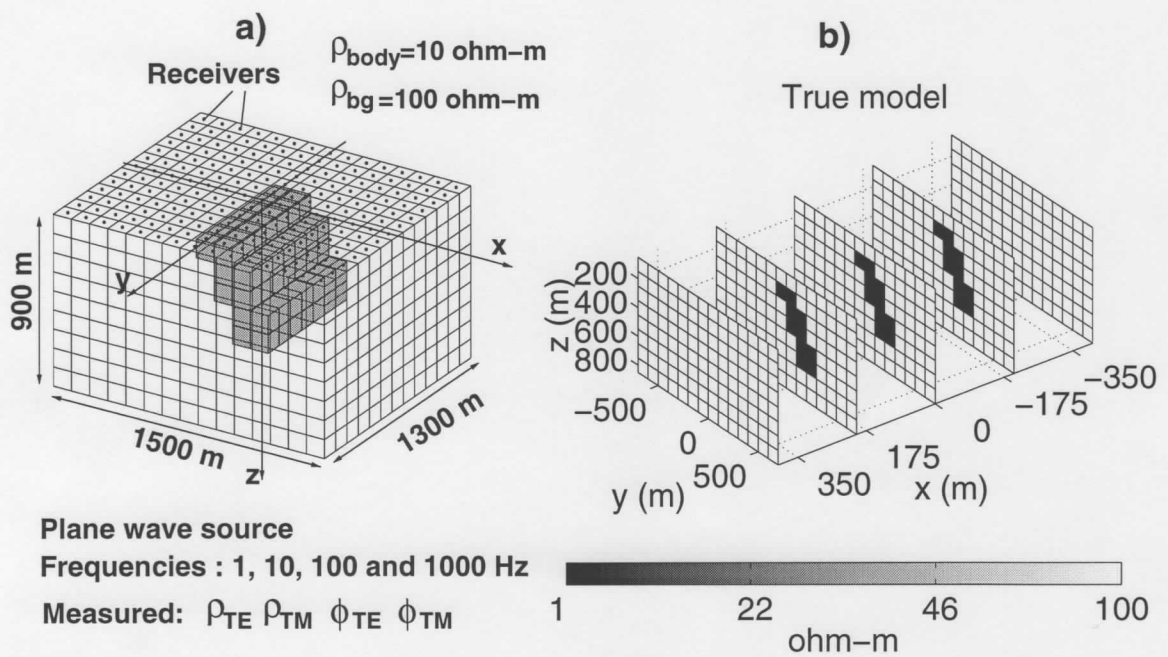 a)
ρbody=10 ohm–m
Receivers
ρbg=100 ohm–m
x
y
900 m
1500 m
1300 m
z
b)
True model
200
400
600
800
z (m)
−500
0
500
y (m)
350
175
0
−175
−350
x (m)
Plane wave source
Frequencies : 1, 10, 100 and 1000 Hz
Measured: ρTE ρTM ϕTE ϕTM
1 22 46 100
ohm–m